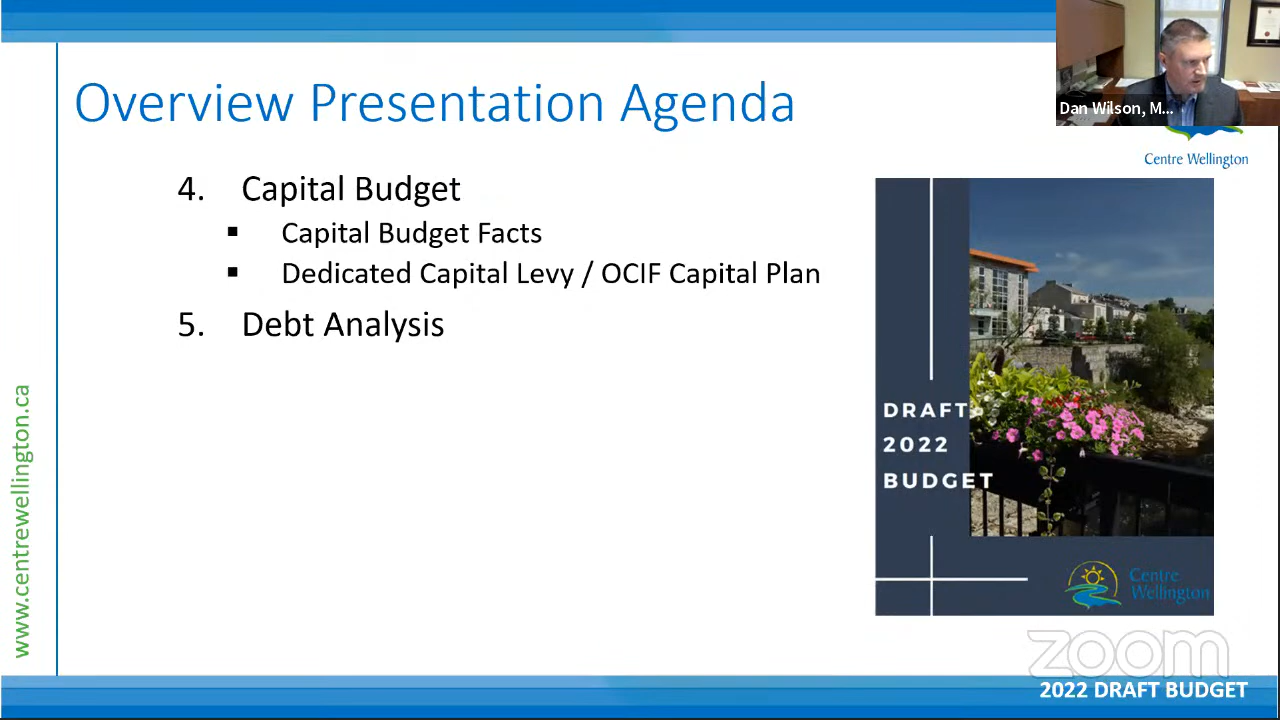 Overview Presentation Agenda
Dan Wilson, M...
Centre Wellington
4. Capital Budget
▪ Capital Budget Facts
▪ Dedicated Capital Levy / OCIF Capital Plan
5. Debt Analysis
www.centrewellington.ca
DRAFT
2022
BUDGET
Centre
Wellington
zoom
2022 DRAFT BUDGET